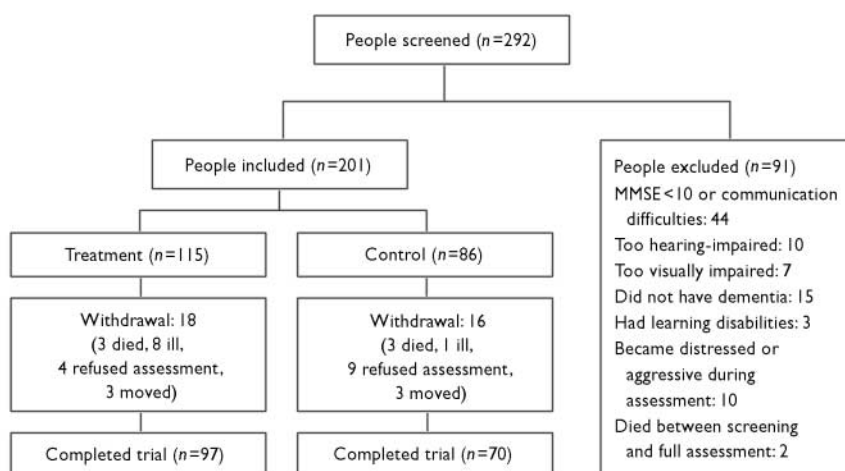 People screened (n=292)
People included (n=201)
Treatment (n=115)
Withdrawal: 18
(3 died, 8 ill,
4 refused assessment,
3 moved)
Completed trial (n=97)
Control (n=86)
Withdrawal: 16
(3 died, 1 ill,
9 refused assessment,
3 moved)
Completed trial (n=70)
People excluded (n=91)
MMSE<10 or communication
difficulties: 44
Too hearing-impaired: 10
Too visually impaired: 7
Did not have dementia: 15
Had learning disabilities: 3
Became distressed or
aggressive during
assessment: 10
Died between screening
and full assessment: 2